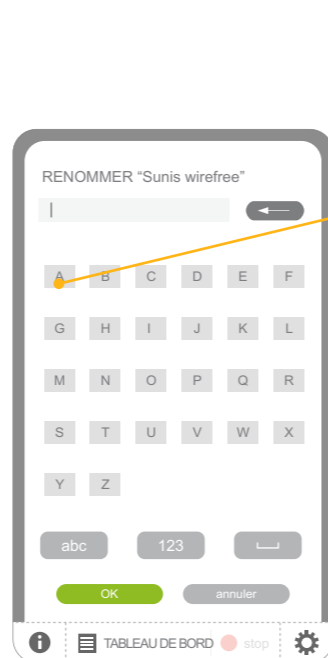 RENOMMER “Sunis wirefree”
A B C D E F
G H I J K L
M N O P Q R
S T U V W X
Y Z
abc 123
OK annuler
TABLEAU DE BORD stop